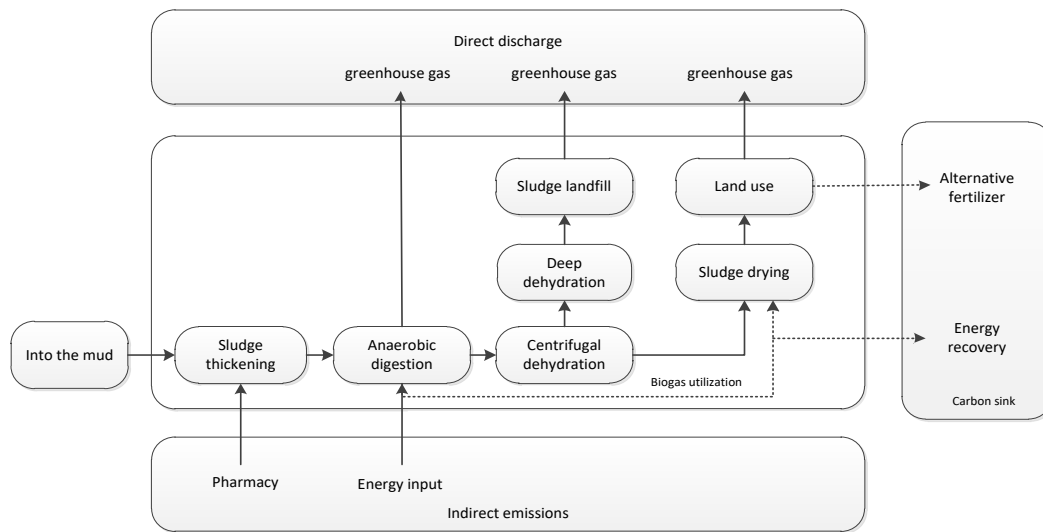 Direct discharge
greenhouse gas
greenhouse gas
greenhouse gas
Sludge landfill
Land use
Alternative
fertilizer
Deep
dehydration
Sludge drying
Into the mud
Sludge
thickening
Anaerobic
digestion
Centrifugal
dehydration
Energy
recovery
Biogas utilization
Carbon sink
Pharmacy
Energy input
Indirect emissions